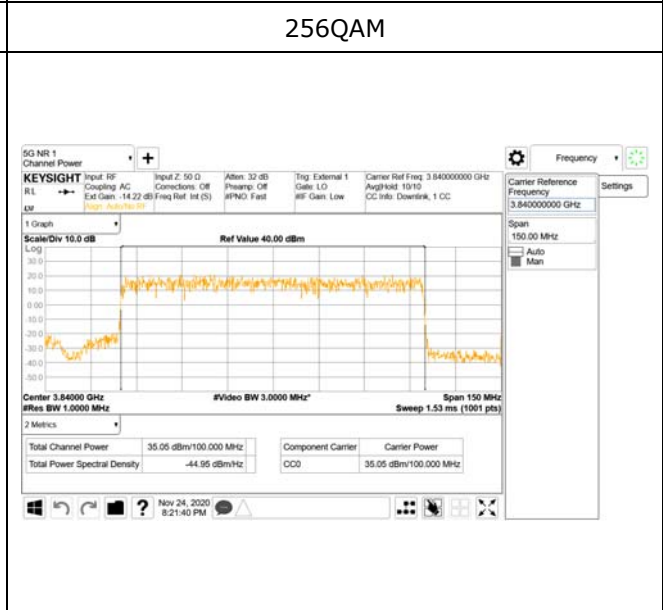 256QAM
5G NR 1
Channel Power
Frequency
KEYSIGHT
RL
Input: RF
Coupling: AC
Ext Gain: -14.22 dB
Align: Auto/No RF
Input Z: 50 Ω
Corrections: Off
Freq Ref: Int (S)
Atten: 32 dB
Preamp: Off
#PNO: Fast
Trig: External 1
Gate: LO
#IF Gain: Low
Carrier Ref Freq: 3.840000000 GHz
Avg|Hold: 10/10
CC Info: Downlink, 1 CC
Carrier Reference
Frequency
3.840000000 GHz
Settings
Span
150.00 MHz
Auto
Man
1 Graph
Scale/Div 10.0 dB
Ref Value 40.00 dBm
Log
30.0
20.0
10.0
0.00
-10.0
-20.0
-30.0
-40.0
-50.0
Center 3.84000 GHz
#Video BW 3.0000 MHz*
Span 150 MHz
#Res BW 1.0000 MHz
Sweep 1.53 ms (1001 pts)
2 Metrics
Total Channel Power 35.05 dBm/100.000 MHz
Total Power Spectral Density -44.95 dBm/Hz
Component Carrier Carrier Power
CC0 35.05 dBm/100.000 MHz
Nov 24, 2020
8:21:40 PM